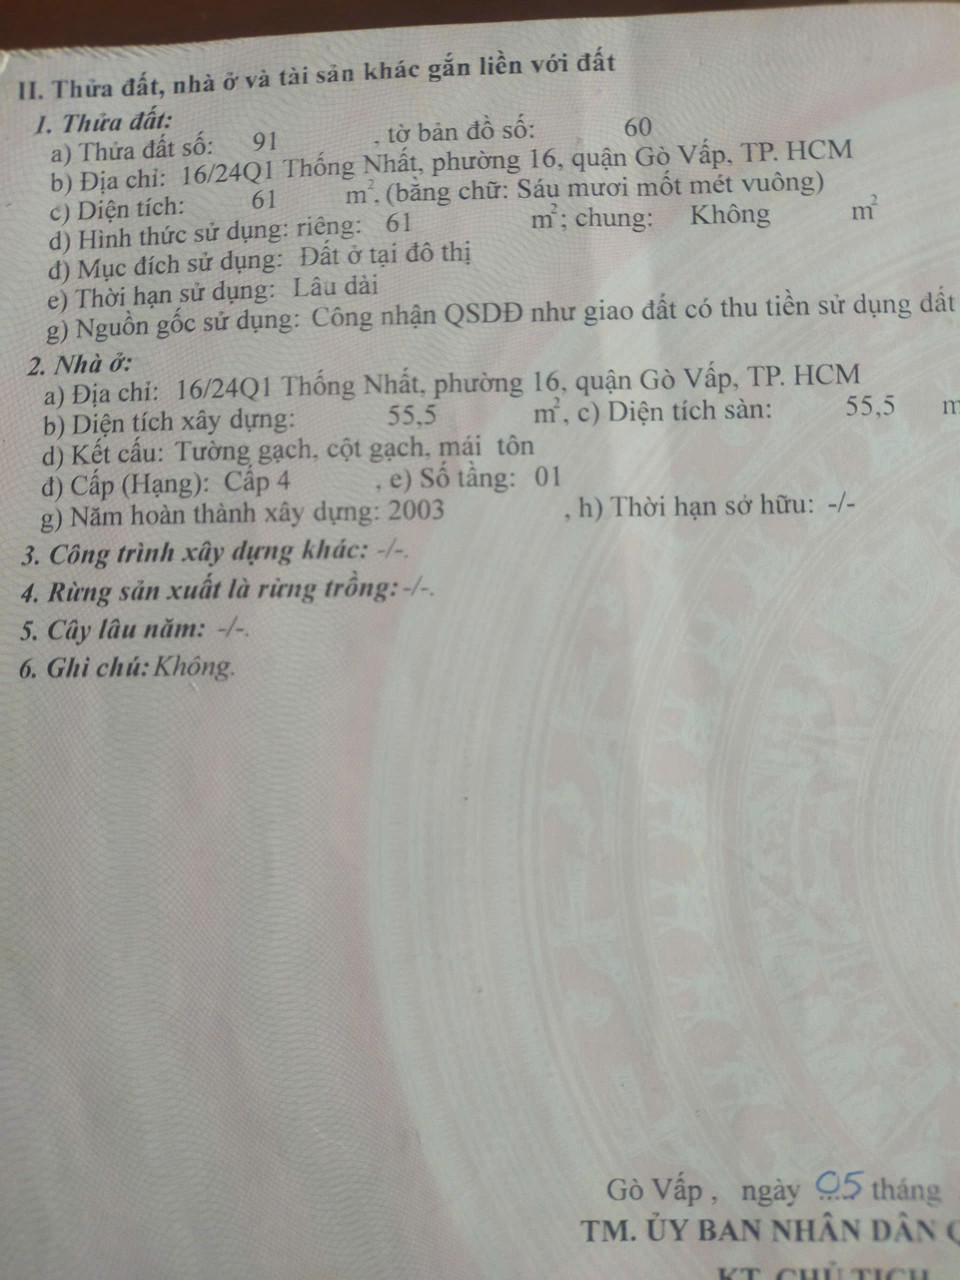 II. Thửa đất, nhà ở và tài sản khác gắn liền với đất
1. Thửa đất:
a) Thửa đất số: 91 , tờ bản đồ số: 60
b) Địa chỉ: 16/24Q1 Thống Nhất, phường 16, quận Gò Vấp, TP. HCM
c) Diện tích: 61 m², (bằng chữ: Sáu mươi mốt mét vuông)
d) Hình thức sử dụng: riêng: 61 m²; chung: Không m²
đ) Mục đích sử dụng: Đất ở tại đô thị
e) Thời hạn sử dụng: Lâu dài
g) Nguồn gốc sử dụng: Công nhận QSDĐ như giao đất có thu tiền sử dụng đất
2. Nhà ở:
a) Địa chỉ: 16/24Q1 Thống Nhất, phường 16, quận Gò Vấp, TP. HCM
b) Diện tích xây dựng: 55,5 m², c) Diện tích sàn: 55,5 m
d) Kết cấu: Tường gạch, cột gạch, mái tôn
đ) Cấp (Hạng): Cấp 4 , e) Số tầng: 01
g) Năm hoàn thành xây dựng: 2003 , h) Thời hạn sở hữu: -/-
3. Công trình xây dựng khác: -/-.
4. Rừng sản xuất là rừng trồng: -/-.
5. Cây lâu năm: -/-.
6. Ghi chú: Không.
Gò Vấp , ngày 05 tháng
TM. ỦY BAN NHÂN DÂN Q
KT. CHỦ TỊCH